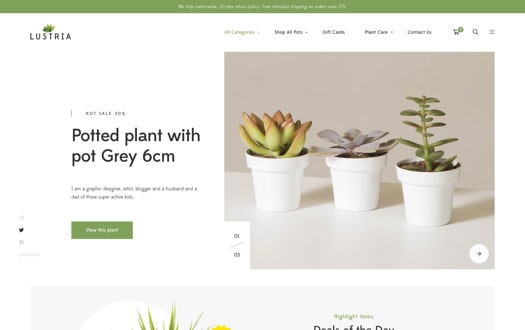 We ship nationwide. 30-day return policy. Free standard shipping to orders over $75.
LUSTRIA
All Categories
Shop All Pots
Gift Cards
Plant Care
Contact Us
HOT SALE 20%
Potted plant with
pot Grey 6cm
I am a graphic designer, artist, blogger and a husband and a
dad of three super active kids.
View this plant
01
03
youtube
Highlight Items
Deals of the Day